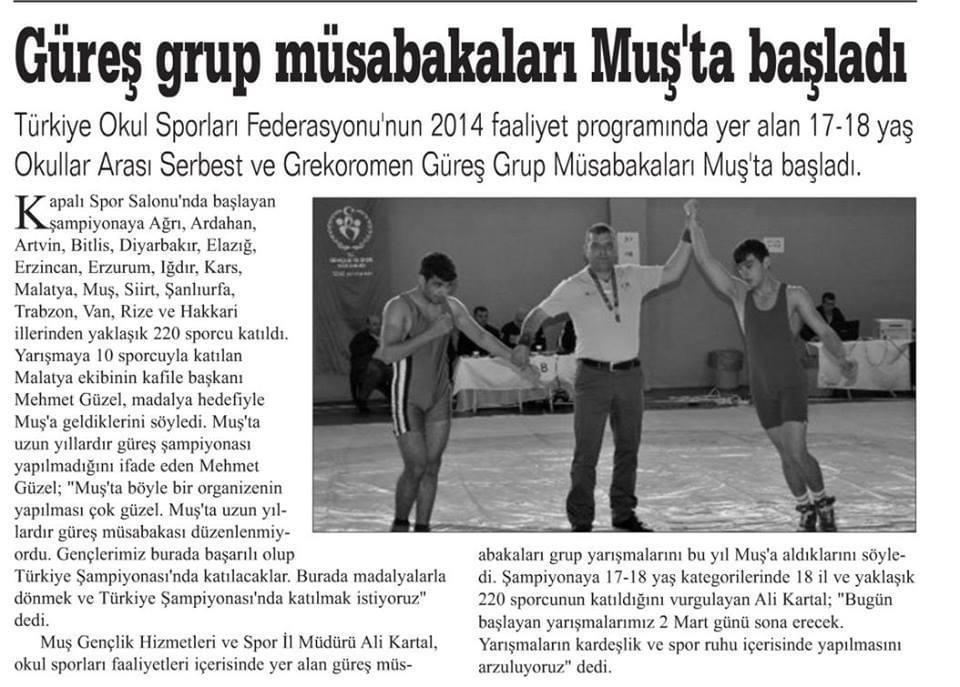 Güreş grup müsabakaları Muş'ta başladı
Türkiye Okul Sporları Federasyonu'nun 2014 faaliyet programında yer alan 17-18 yaş
Okullar Arası Serbest ve Grekoromen Güreş Grup Müsabakaları Muş'ta başladı.
Kapalı Spor Salonu'nda başlayan
şampiyonaya Ağrı, Ardahan,
Artvin, Bitlis, Diyarbakır, Elazığ,
Erzincan, Erzurum, Iğdır, Kars,
Malatya, Muş, Siirt, Şanlıurfa,
Trabzon, Van, Rize ve Hakkari
illerinden yaklaşık 220 sporcu katıldı.
Yarışmaya 10 sporcuyla katılan
Malatya ekibinin kafile başkanı
Mehmet Güzel, madalya hedefiyle
Muş'a geldiklerini söyledi. Muş'ta
uzun yıllardır güreş şampiyonası
yapılmadığını ifade eden Mehmet
Güzel; "Muş'ta böyle bir organizenin
yapılması çok güzel. Muş'ta uzun yıl-
lardır güreş müsabakası düzenlenmiy-
ordu. Gençlerimiz burada başarılı olup
Türkiye Şampiyonası'nda katılacaklar. Burada madalyalarla
dönmek ve Türkiye Şampiyonası'nda katılmak istiyoruz"
dedi.
Muş Gençlik Hizmetleri ve Spor İl Müdürü Ali Kartal,
okul sporları faaliyetleri içerisinde yer alan güreş müs-
abakaları grup yarışmalarını bu yıl Muş'a aldıklarını söyle-
di. Şampiyonaya 17-18 yaş kategorilerinde 18 il ve yaklaşık
220 sporcunun katıldığını vurgulayan Ali Kartal; "Bugün
başlayan yarışmalarımız 2 Mart günü sona erecek.
Yarışmaların kardeşlik ve spor ruhu içerisinde yapılmasını
arzuluyoruz" dedi.
B